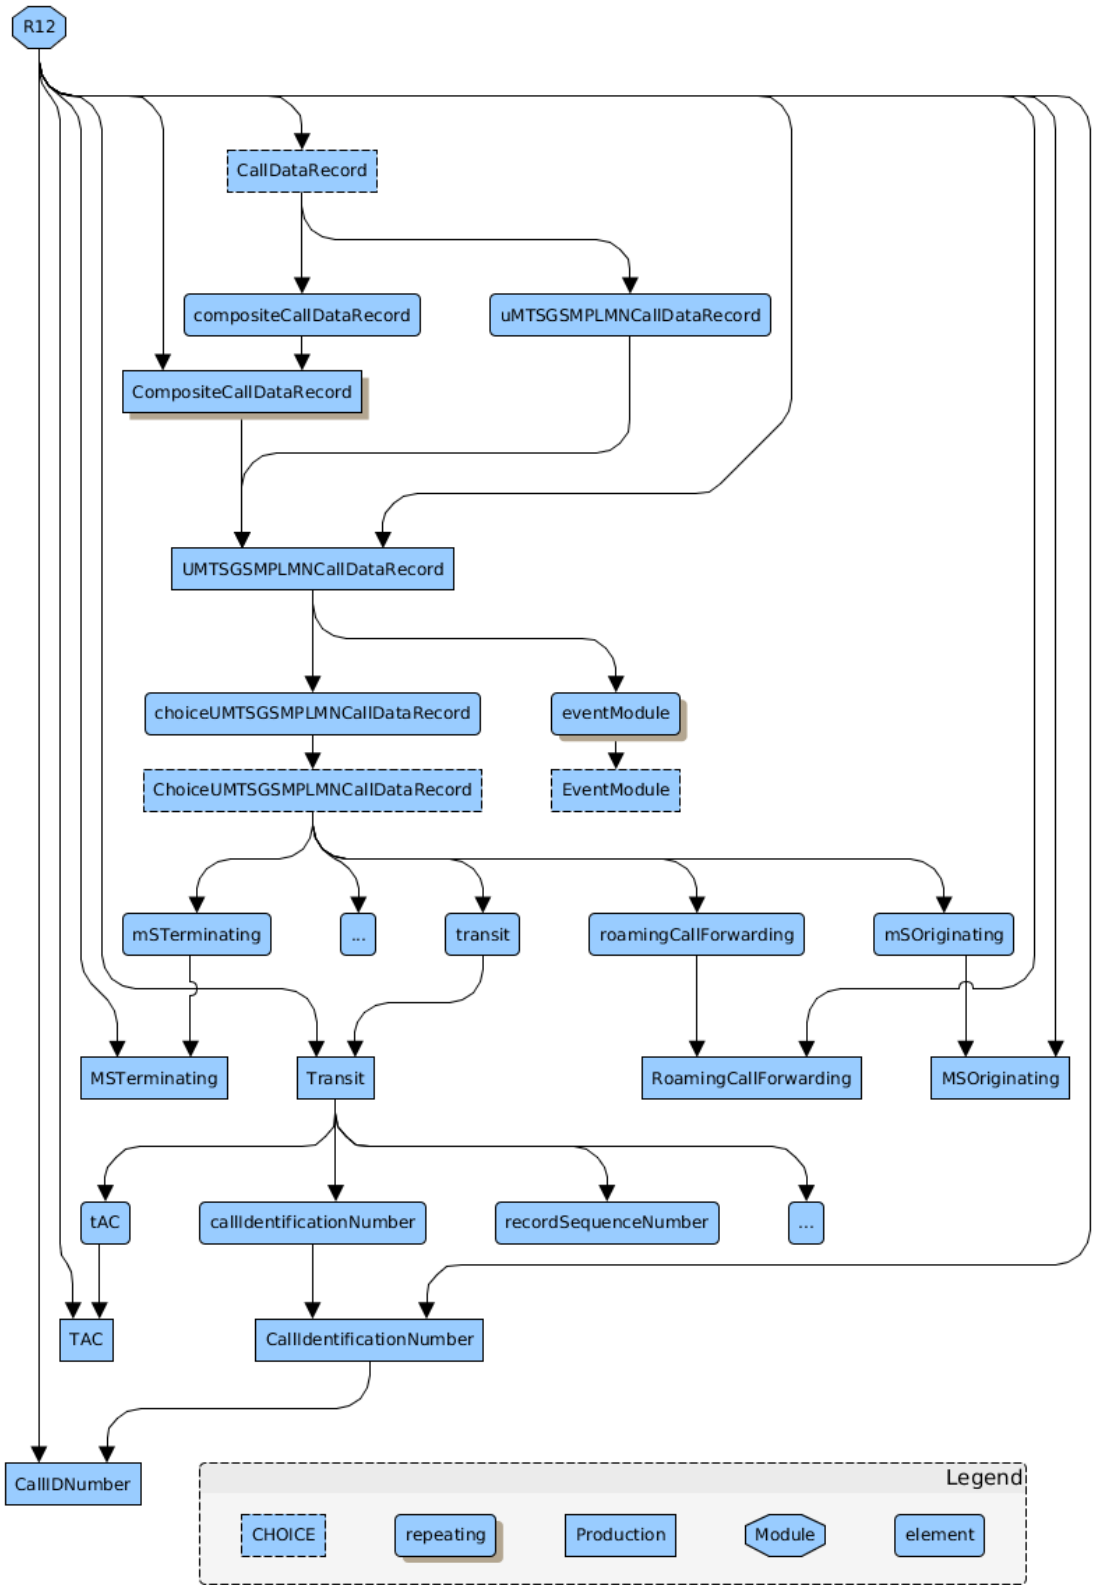 R12
CallDataRecord
compositeCallDataRecord
uMTSGSMPLMNCallDataRecord
CompositeCallDataRecord
UMTSGSMPLMNCallDataRecord
choiceUMTSGSMPLMNCallDataRecord
eventModule
ChoiceUMTSGSMPLMNCallDataRecord
EventModule
mSTerminating
...
transit
roamingCallForwarding
mSOriginating
MSTerminating
Transit
RoamingCallForwarding
MSOriginating
tAC
callIdentificationNumber
recordSequenceNumber
...
TAC
CallIdentificationNumber
CallIDNumber
Legend
CHOICE
repeating
Production
Module
element